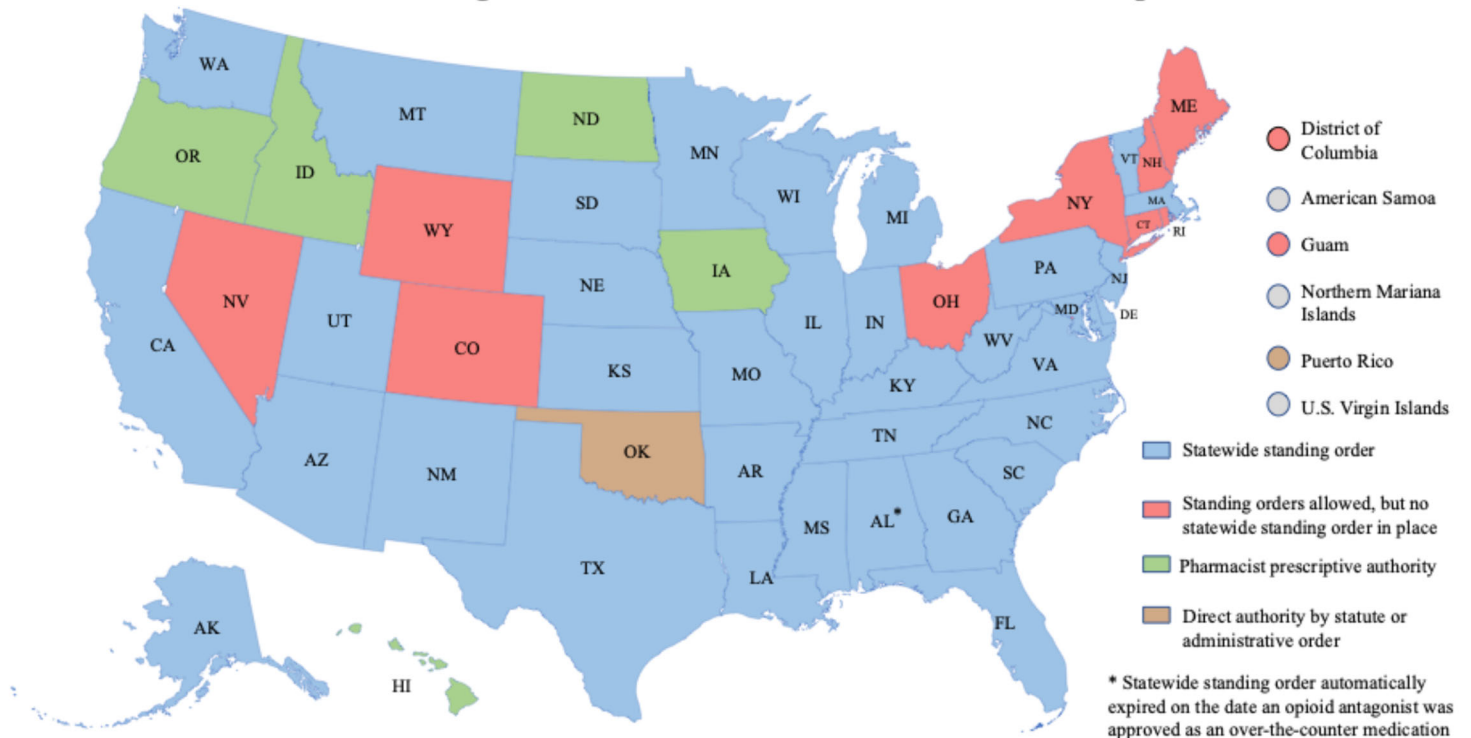 WA
MT
ND
MN
OR
ID
SD
WI
MI
WY
NE
IA
NV
UT
CO
CA
KS
MO
IL
IN
OH
PA
NY
VT
NH
ME
MA
CT
RI
NJ
MD
DE
WV
VA
KY
NC
TN
SC
AZ
NM
OK
AR
MS
AL*
GA
TX
LA
FL
AK
HI
District of
Columbia
American Samoa
Guam
Northern Mariana
Islands
Puerto Rico
U.S. Virgin Islands
Statewide standing order
Standing orders allowed, but no
statewide standing order in place
Pharmacist prescriptive authority
Direct authority by statute or
administrative order
* Statewide standing order automatically
expired on the date an opioid antagonist was
approved as an over-the-counter medication